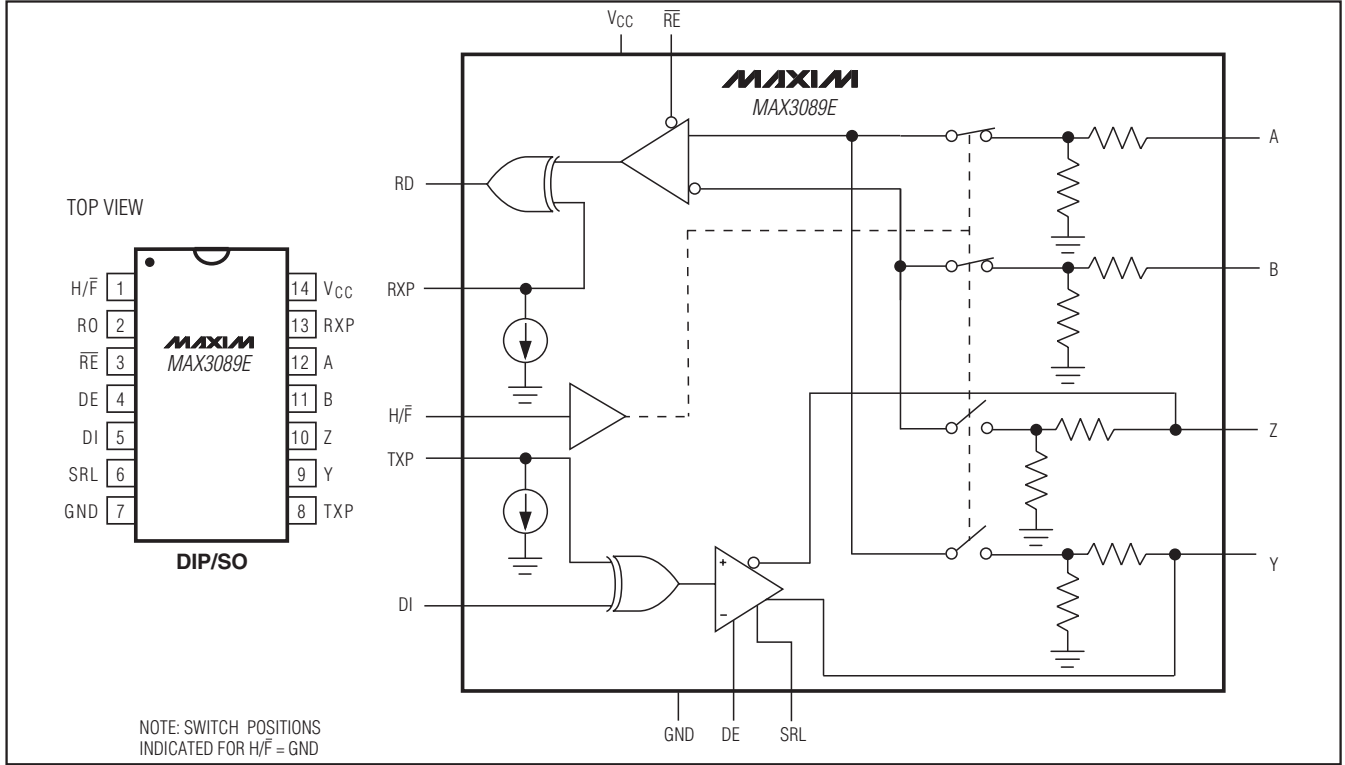 TOP VIEW
H/F̅ 1
RO 2
R̅E̅ 3
DE 4
DI 5
SRL 6
GND 7
14 VCC
13 RXP
12 A
11 B
10 Z
9 Y
8 TXP
MAXIM
MAX3089E
DIP/SO
NOTE: SWITCH POSITIONS
INDICATED FOR H/F̅ = GND
VCC
R̅E̅
MAXIM
MAX3089E
RD
RXP
H/F̅
TXP
DI
+
−
A
B
Z
Y
GND
DE
SRL